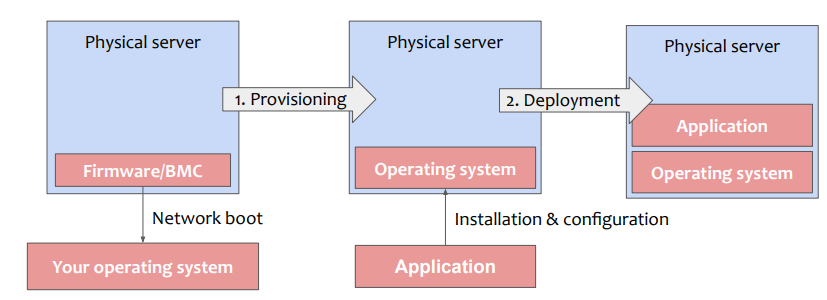 Physical server
Physical server
Physical server
1. Provisioning
2. Deployment
Application
Firmware/BMC
Operating system
Operating system
Network boot
Installation & configuration
Your operating system
Application